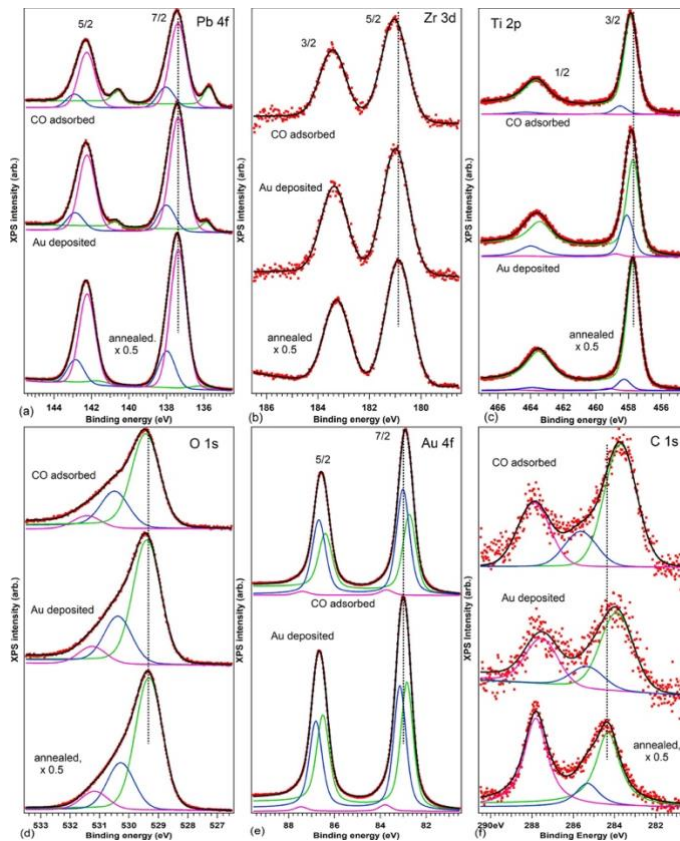 Pb 4f
5/2
7/2
CO adsorbed
Au deposited
annealed.
x 0.5
XPS intensity (arb.)
144 142 140 138 136
(a) Binding energy (eV)
Zr 3d
3/2
5/2
CO adsorbed
Au deposited
annealed
x 0.5
XPS intensity (arb.)
186 184 182 180
(b) Binding energy (eV)
Ti 2p
1/2
3/2
CO adsorbed
Au deposited
annealed
x 0.5
XPS intensity (arb.)
466 464 462 460 458 456 454
(c) Binding energy (eV)
O 1s
CO adsorbed
Au deposited
annealed,
x 0.5
XPS intensity (arb.)
533 532 531 530 529 528 527
(d) Binding energy (eV)
Au 4f
5/2
7/2
CO adsorbed
Au deposited
XPS intensity (arb.)
88 86 84 82
(e) Binding energy (eV)
C 1s
CO adsorbed
Au deposited
annealed,
x 0.5
XPS intensity (arb.)
290eV 288 286 284 282
(f) Binding Energy (eV)